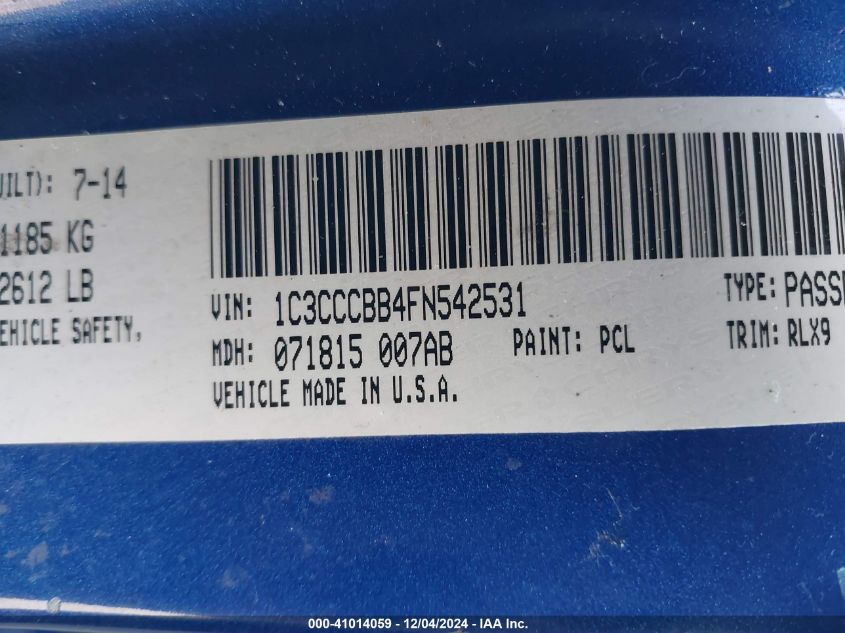 UILT): 7-14
1185 KG
2612 LB
EHICLE SAFETY,
VIN: 1C3CCCBB4FN542531
TYPE: PASSE
MDH: 071815 007AB
PAINT: PCL
TRIM: RLX9
VEHICLE MADE IN U.S.A.
000-41014059 - 12/04/2024 - IAA Inc.